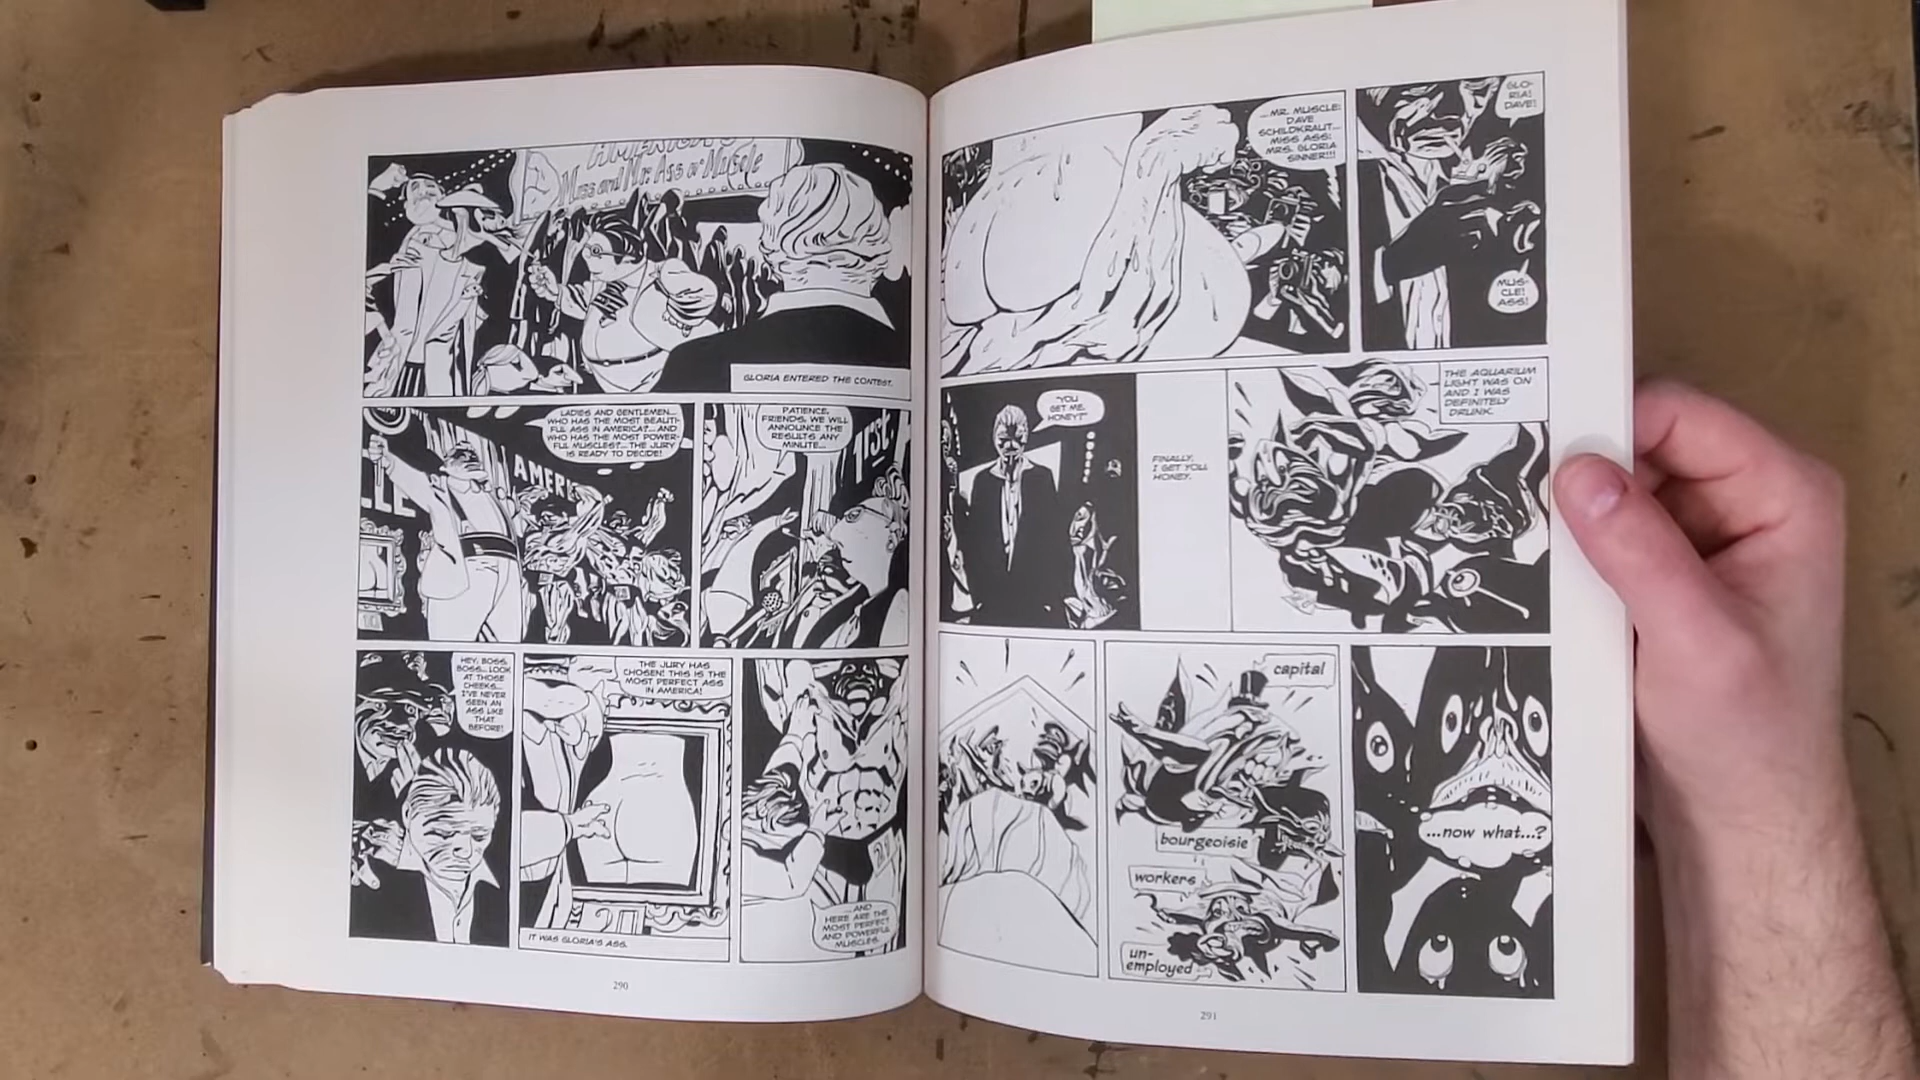 AMERICA'S
Miss and Mr. Ass n' Muscle
GLORIA ENTERED THE CONTEST.
LADIES AND GENTLEMEN...
WHO HAS THE MOST BEAUTI-
FUL ASS IN AMERICA?... AND
WHO HAS THE MOST POWER-
FUL MUSCLES?... THE JURY
IS READY TO DECIDE!
AMERI
PATIENCE,
FRIENDS, WE WILL
ANNOUNCE THE
RESULTS ANY
MINUTE...
1rst
HEY, BOSS,
BOSS... LOOK
AT THOSE
CHEEKS...
I'VE NEVER
SEEN AN
ASS LIKE
THAT
BEFORE!
THE JURY HAS
CHOSEN! THIS IS THE
MOST PERFECT ASS
IN AMERICA!
IT WAS GLORIA'S ASS.
...AND
HERE ARE THE
MOST PERFECT
AND POWERFUL
MUSCLES.
290
...MR. MUSCLE:
DAVE
SCHILDKRAUT...
MISS ASS:
MRS. GLORIA
SINNER!!!
GLO-
RIA!
DAVE!
MUS-
CLE!
ASS!
"YOU
GET ME,
HONEY?"
FINALLY,
I GET YOU,
HONEY.
THE AQUARIUM
LIGHT WAS ON
AND I WAS
DEFINITELY
DRUNK.
capital
bourgeoisie
workers
un-
employed
...now what...?
291